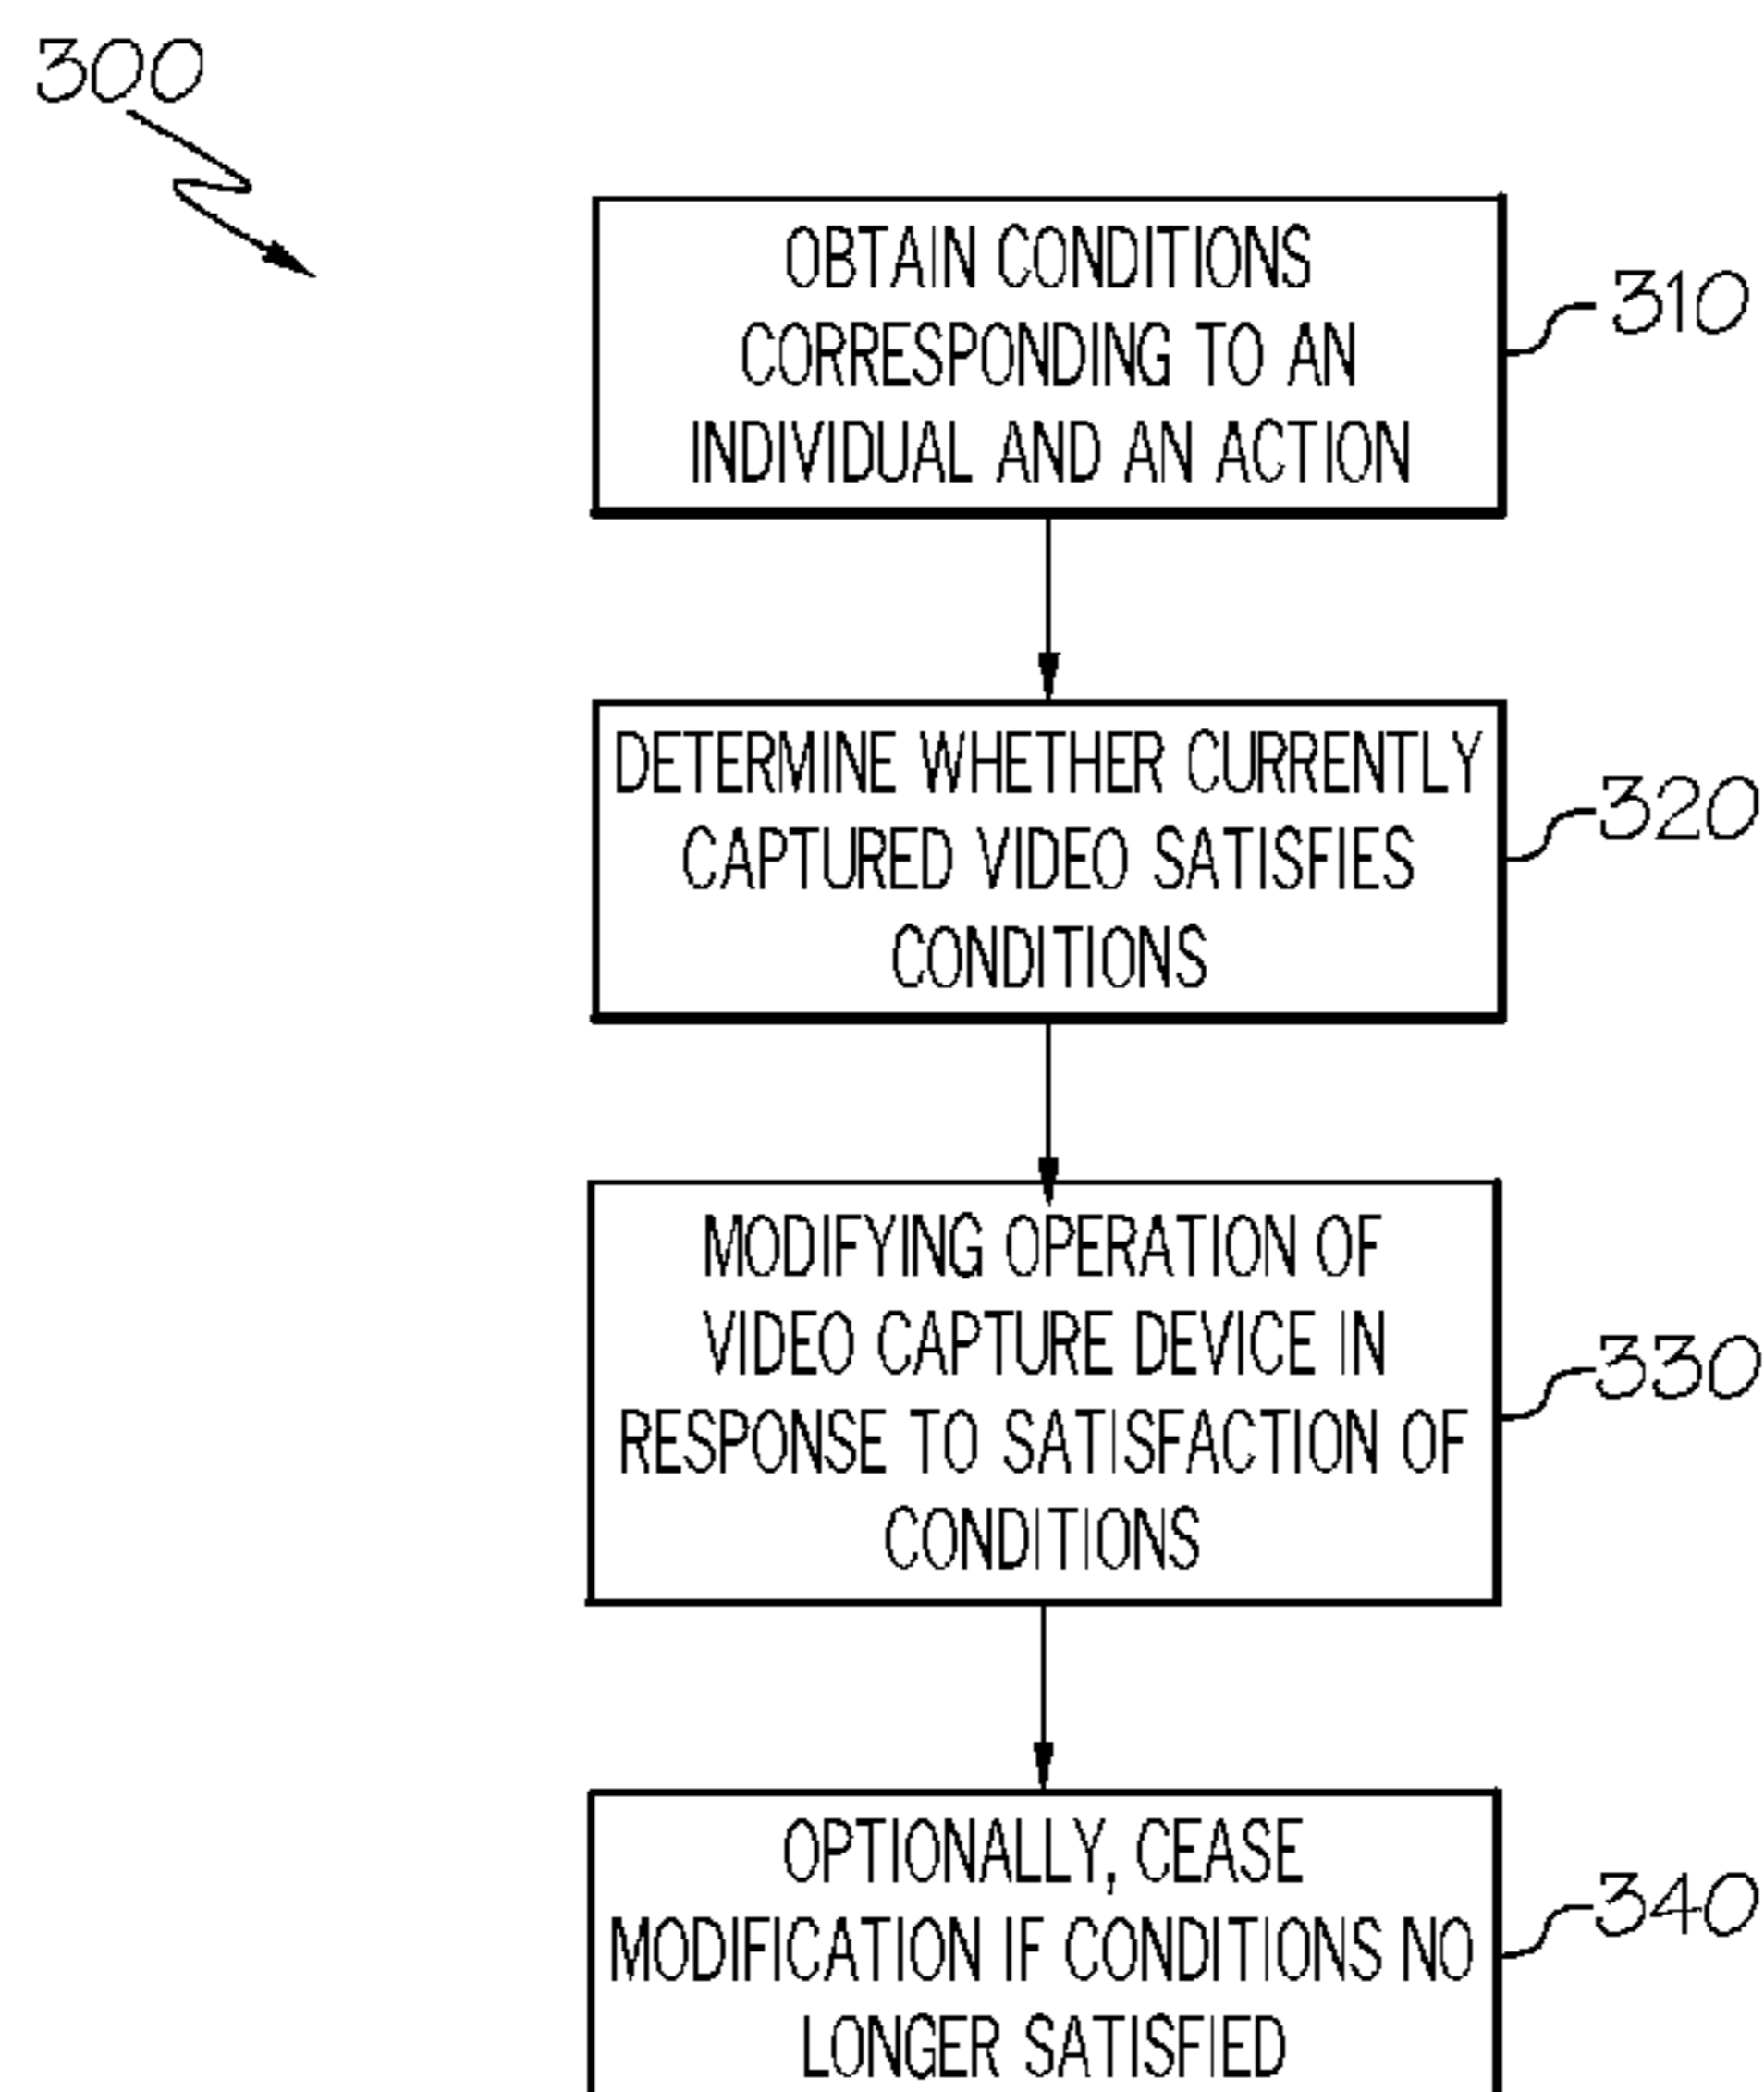 300
OBTAIN CONDITIONS
CORRESPONDING TO AN
INDIVIDUAL AND AN ACTION
310
DETERMINE WHETHER CURRENTLY
CAPTURED VIDEO SATISFIES
CONDITIONS
320
MODIFYING OPERATION OF
VIDEO CAPTURE DEVICE IN
RESPONSE TO SATISFACTION OF
CONDITIONS
330
OPTIONALLY, CEASE
MODIFICATION IF CONDITIONS NO
LONGER SATISFIED
340